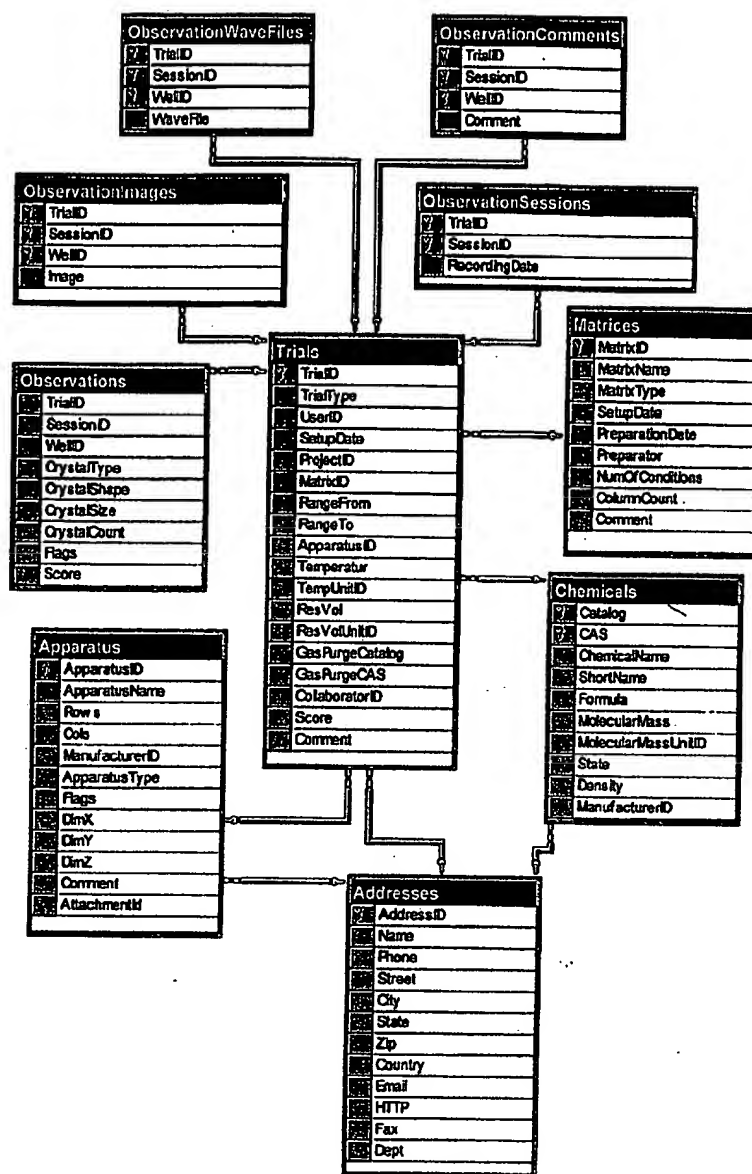 ObservationWaveFiles
TrialID
SessionID
WellID
WaveFile
ObservationComments
TrialID
SessionID
WellID
Comment
ObservationImages
TrialID
SessionID
WellID
Image
ObservationSessions
TrialID
SessionID
RecordingDate
Trials
TrialID
TrialType
UserID
SetupDate
ProjectID
MatrixID
RangeFrom
RangeTo
ApparatusID
Temperatur
TempUnitID
ResVol
ResVolUnitID
GasPurgeCatalog
GasPurgeCAS
CollaboratorID
Score
Comment
Matrices
MatrixID
MatrixName
MatrixType
SetupDate
PreparationDate
Preparator
NumOfConditions
ColumnCount
Comment
Observations
TrialID
SessionID
WellID
CrystalType
CrystalShape
CrystalSize
CrystalCount
Flags
Score
Chemicals
Catalog
CAS
ChemicalName
ShortName
Formula
MolecularMass
MolecularMassUnitID
State
Density
ManufacturerID
Apparatus
ApparatusID
ApparatusName
Rows
Cols
ManufacturerID
ApparatusType
Flags
DimX
DimY
DimZ
Comment
AttachmentId
Addresses
AddressID
Name
Phone
Street
City
State
Zip
Country
Email
HTTP
Fax
Dept